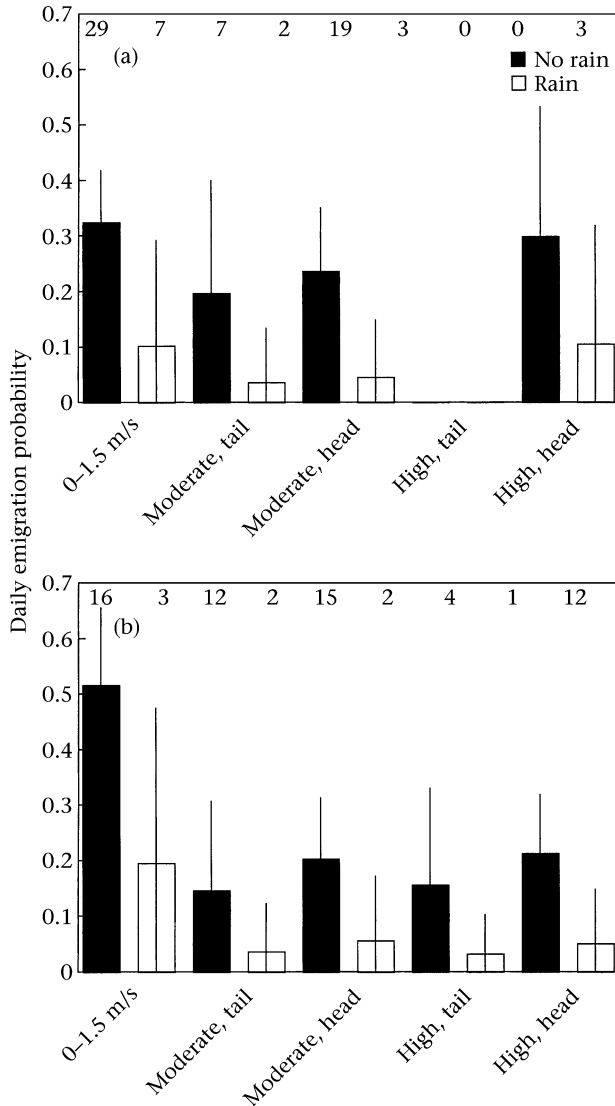 Daily emigration probability
0.7
0.6
0.5
0.4
0.3
0.2
0.1
0
29 7 7 2 19 3 0 0 3
(a)
No rain
Rain
0–1.5 m/s
Moderate, tail
Moderate, head
High, tail
High, head
0.7
0.6
0.5
0.4
0.3
0.2
0.1
0
16 3 12 2 15 2 4 1 12
(b)
0–1.5 m/s
Moderate, tail
Moderate, head
High, tail
High, head